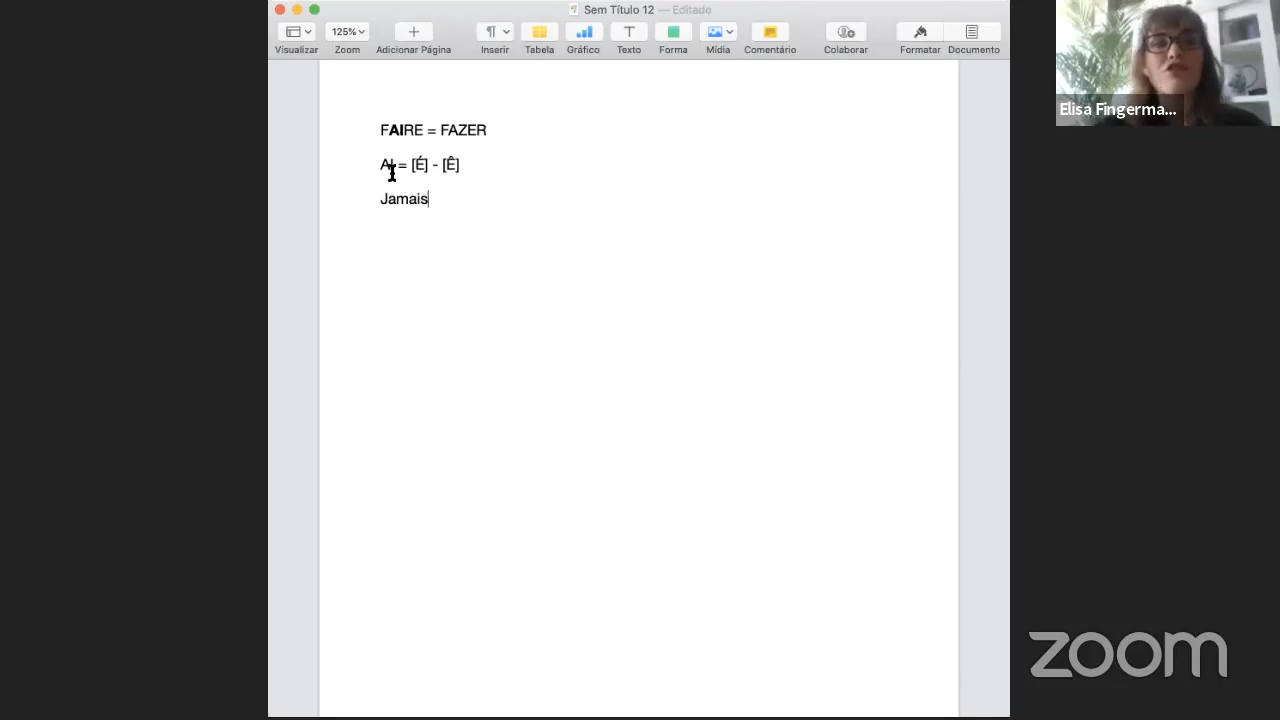 Sem Título 12 — Editado
125%
Visualizar Zoom Adicionar Página Inserir Tabela Gráfico Texto Forma Mídia Comentário Colaborar Formatar Documento
Elisa Fingerma...
FAIRE = FAZER
AI = [É] - [Ê]
Jamais
zoom